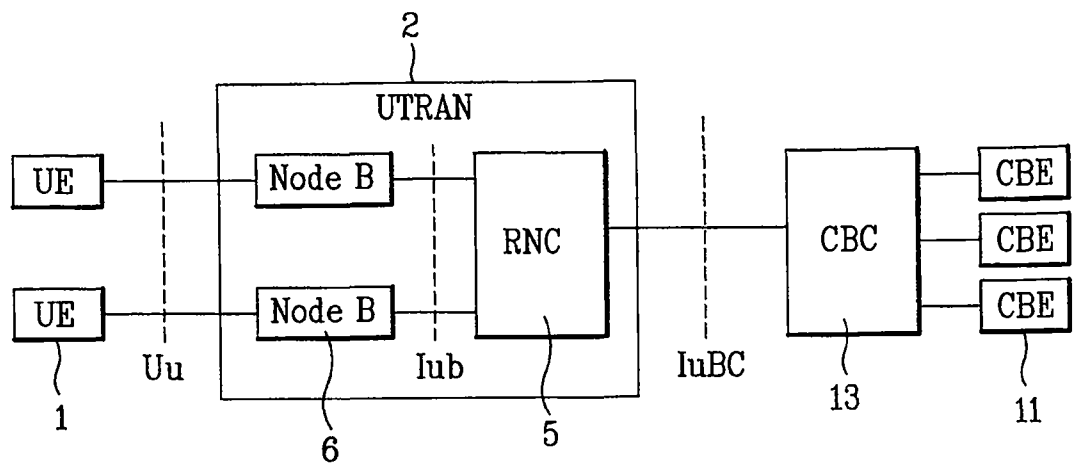 2
UTRAN
UE
Node B
RNC
CBC
CBE
CBE
UE
Node B
CBE
Uu
Iub
IuBC
1
6
5
13
11